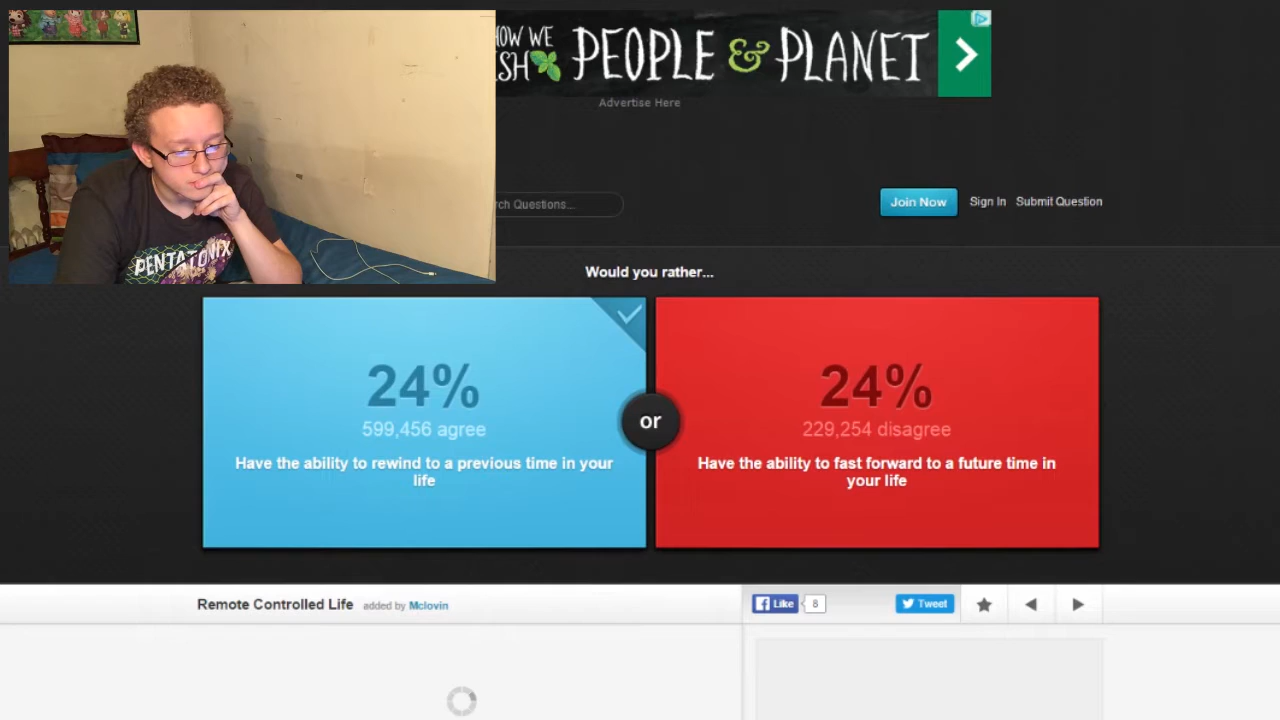 HOW WE
SH
PEOPLE & PLANET
Advertise Here
PENTATONIX
rch Questions...
Join Now
Sign In
Submit Question
Would you rather...
24%
599,456 agree
Have the ability to rewind to a previous time in your
life
or
24%
229,254 disagree
Have the ability to fast forward to a future time in
your life
Remote Controlled Life
added by Mclovin
Like
8
Tweet